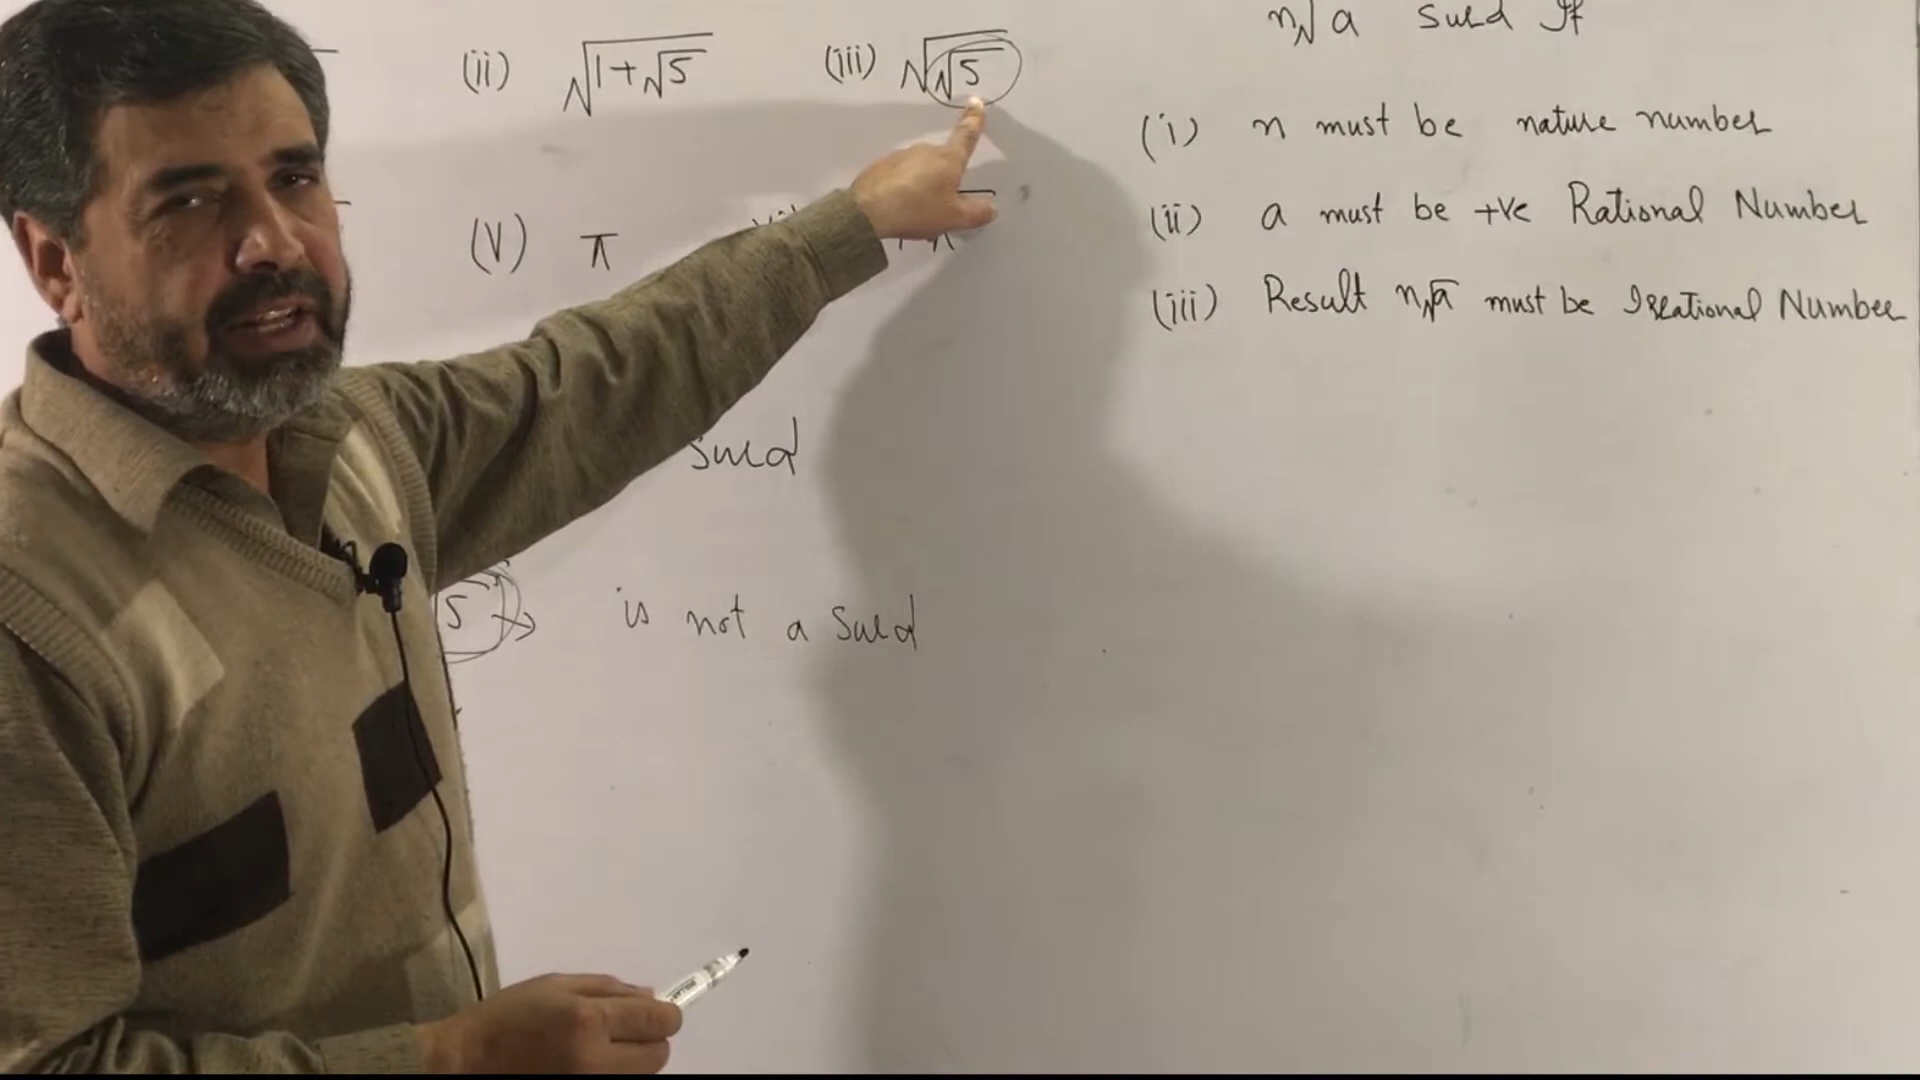 (ii) √(1+√5) (iii) √√5
(V) π
Surd
5 → is not a Surd
ⁿ√a Surd If
(i) n must be nature number
(ii) a must be +ve Rational Number
(iii) Result ⁿ√a must be Irrational Number